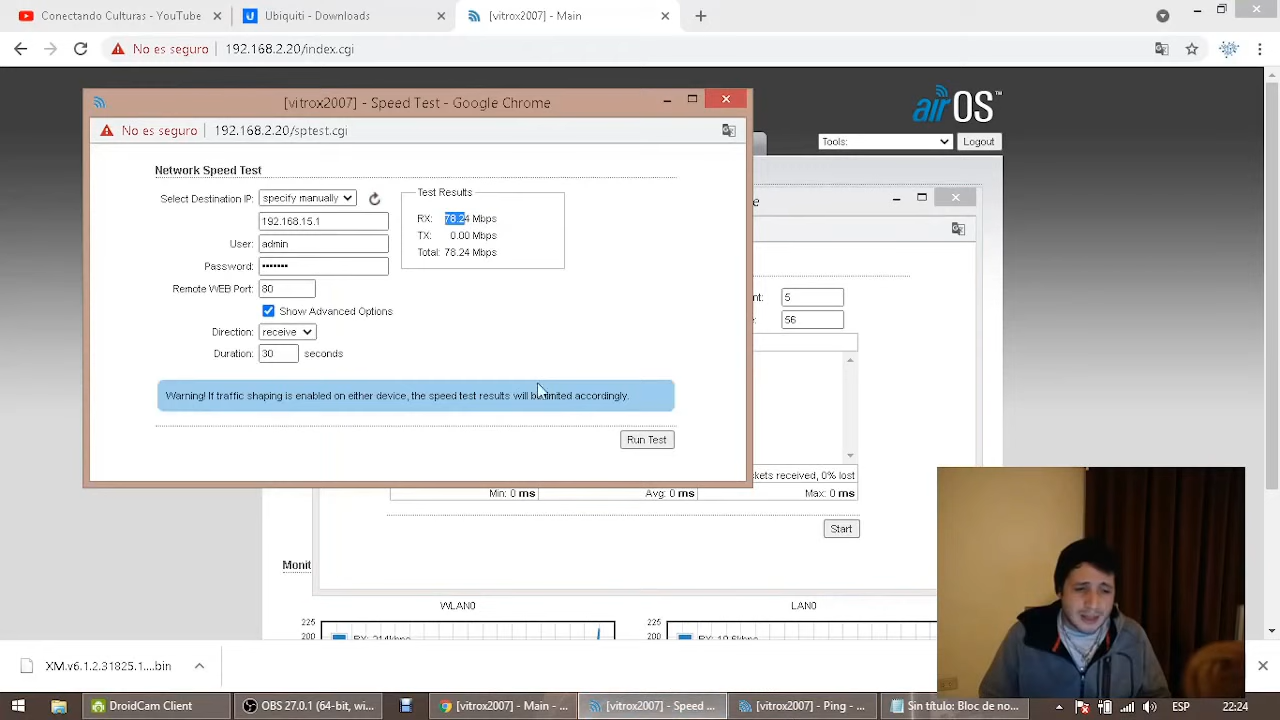 Conectando Culturas - YouTube
Ubiquiti - Downloads
[vitrox2007] - Main
No es seguro
192.168.2.20/index.cgi
airOS™
Tools:
Logout
[vitrox2007] - Speed Test - Google Chrome
No es seguro
192.168.2.20/sptest.cgi
Network Speed Test
Select Destination IP:
specify manually
192.168.15.1
User:
admin
Password:
•••••••
Remote WEB Port:
80
Show Advanced Options
Direction:
receive
Duration:
30
seconds
Test Results
RX: 78.24 Mbps
TX: 0.00 Mbps
Total: 78.24 Mbps
Warning! If traffic shaping is enabled on either device, the speed test results will be limited accordingly.
Run Test
5
56
0% lost
Min: 0 ms
Avg: 0 ms
Max: 0 ms
Start
Monit
WLAN0
LAN0
225
200
225
200
XM.v6.1.2.31825.1....bin
DroidCam Client
OBS 27.0.1 (64-bit, wi...
[vitrox2007] - Main - ...
[vitrox2007] - Speed ...
[vitrox2007] - Ping - ...
Sin título: Bloc de no...
ESP
22:24